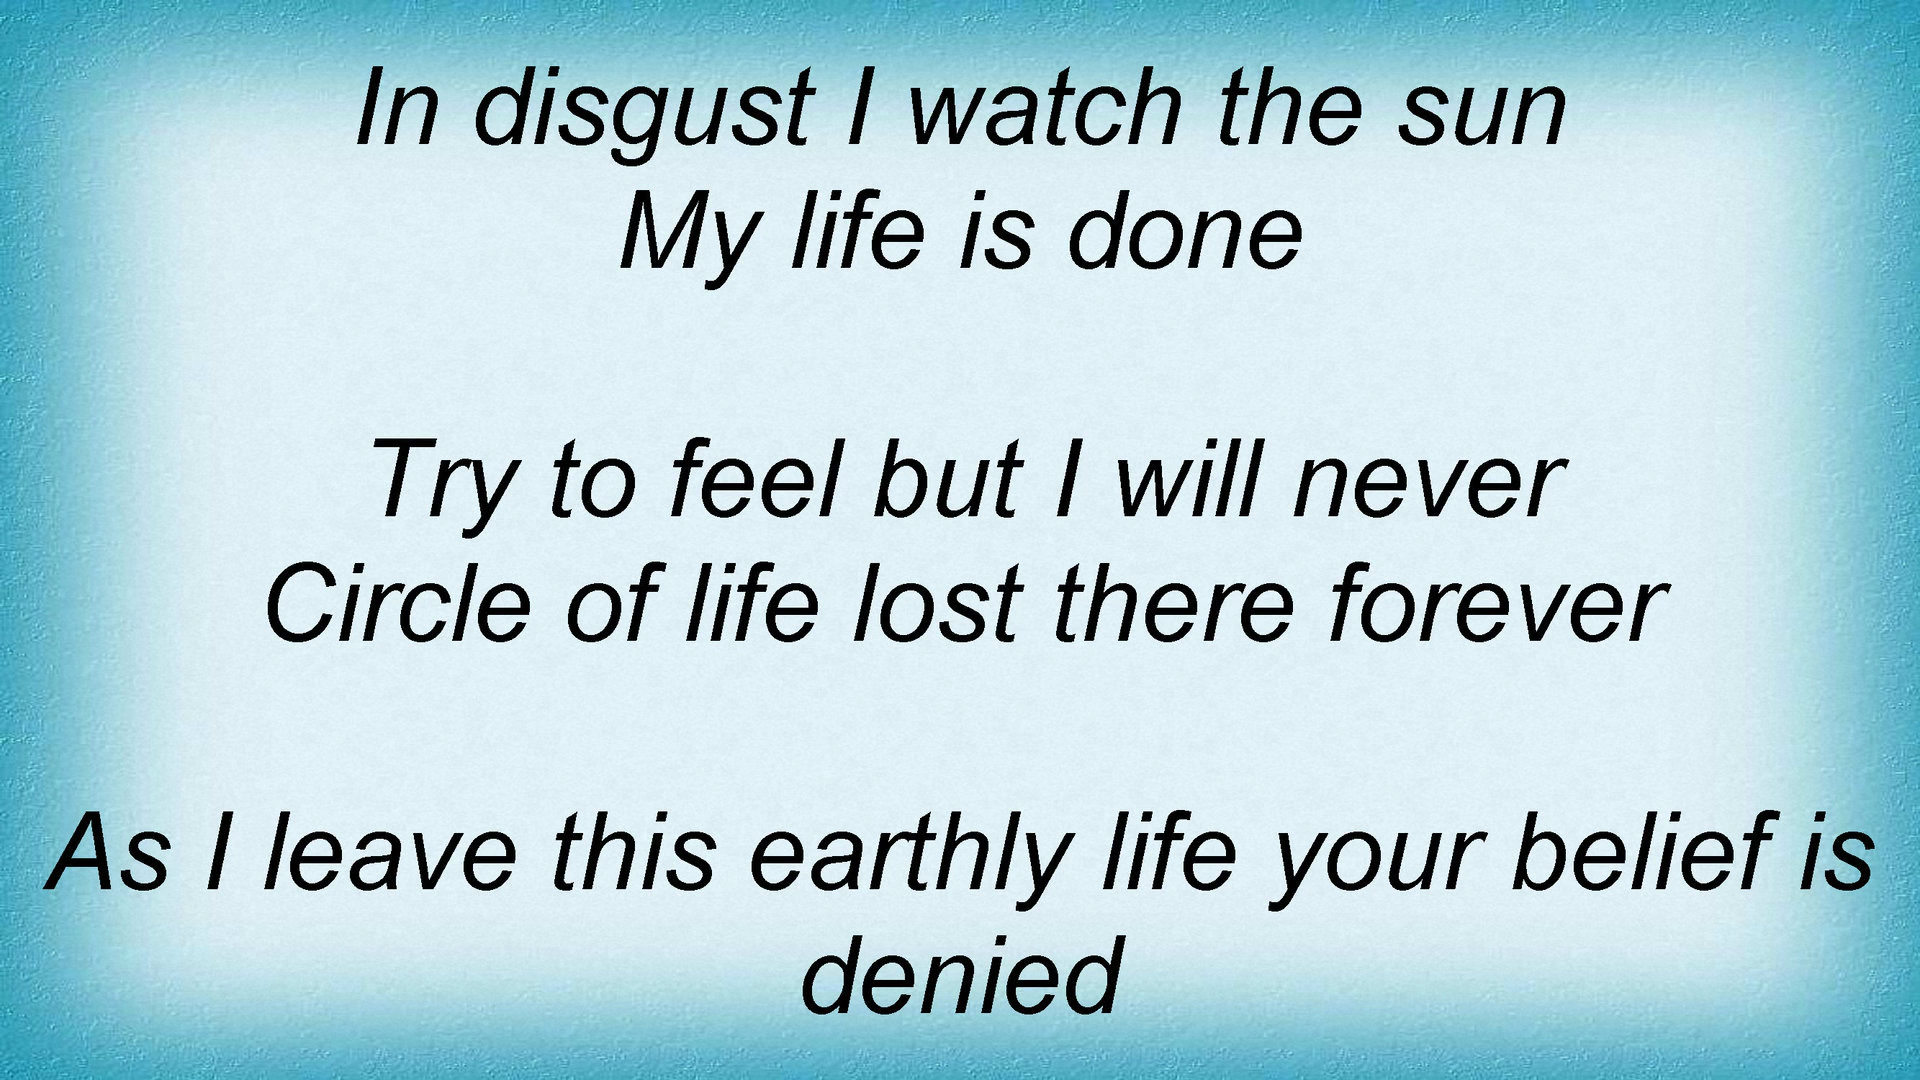 In disgust I watch the sun
My life is done
Try to feel but I will never
Circle of life lost there forever
As I leave this earthly life your belief is
denied